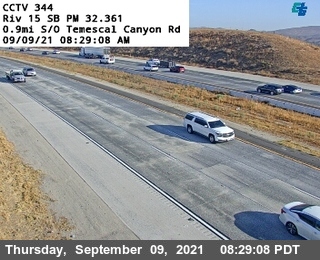 CCTV 344
Riv 15 SB PM 32.361
0.9mi S/O Temescal Canyon Rd
09/09/21 08:29:08 AM
Thursday, September 09, 2021 08:29:08 PDT